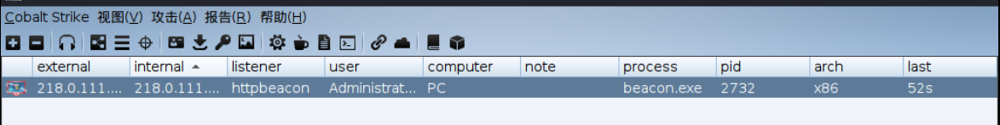 Cobalt Strike 视图(V) 攻击(A) 报告(R) 帮助(H)
external internal listener user computer note process pid arch last
218.0.111.... 218.0.111.... httpbeacon Administrat... PC beacon.exe 2732 x86 52s